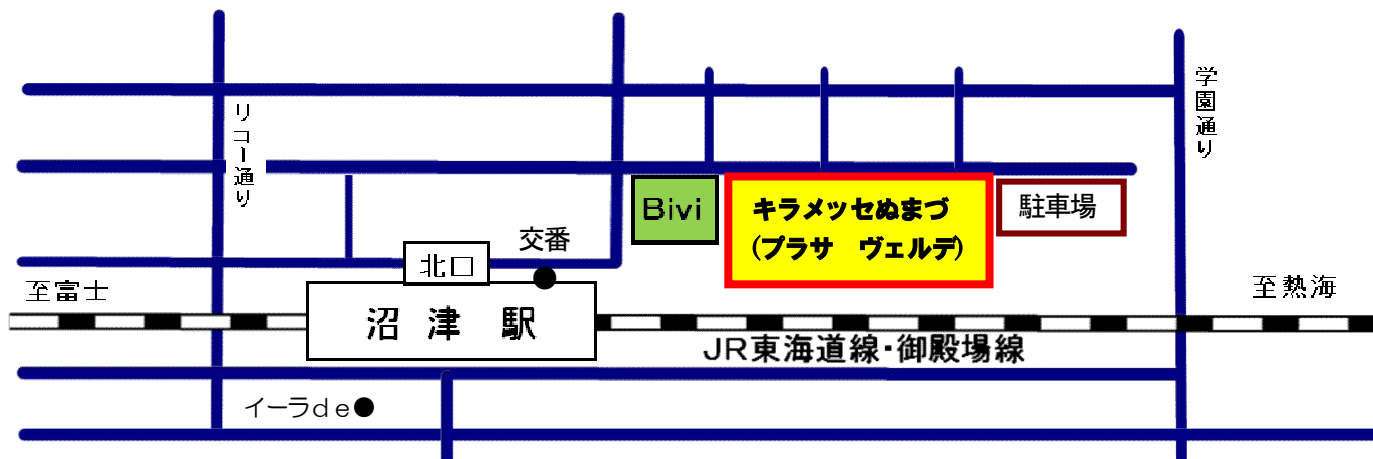 リコー通り
学園通り
Bivi
キラメッセぬまづ
(プラサ　ヴェルデ)
駐車場
交番
北口
至富士
沼津駅
至熱海
JR東海道線・御殿場線
イーラde●